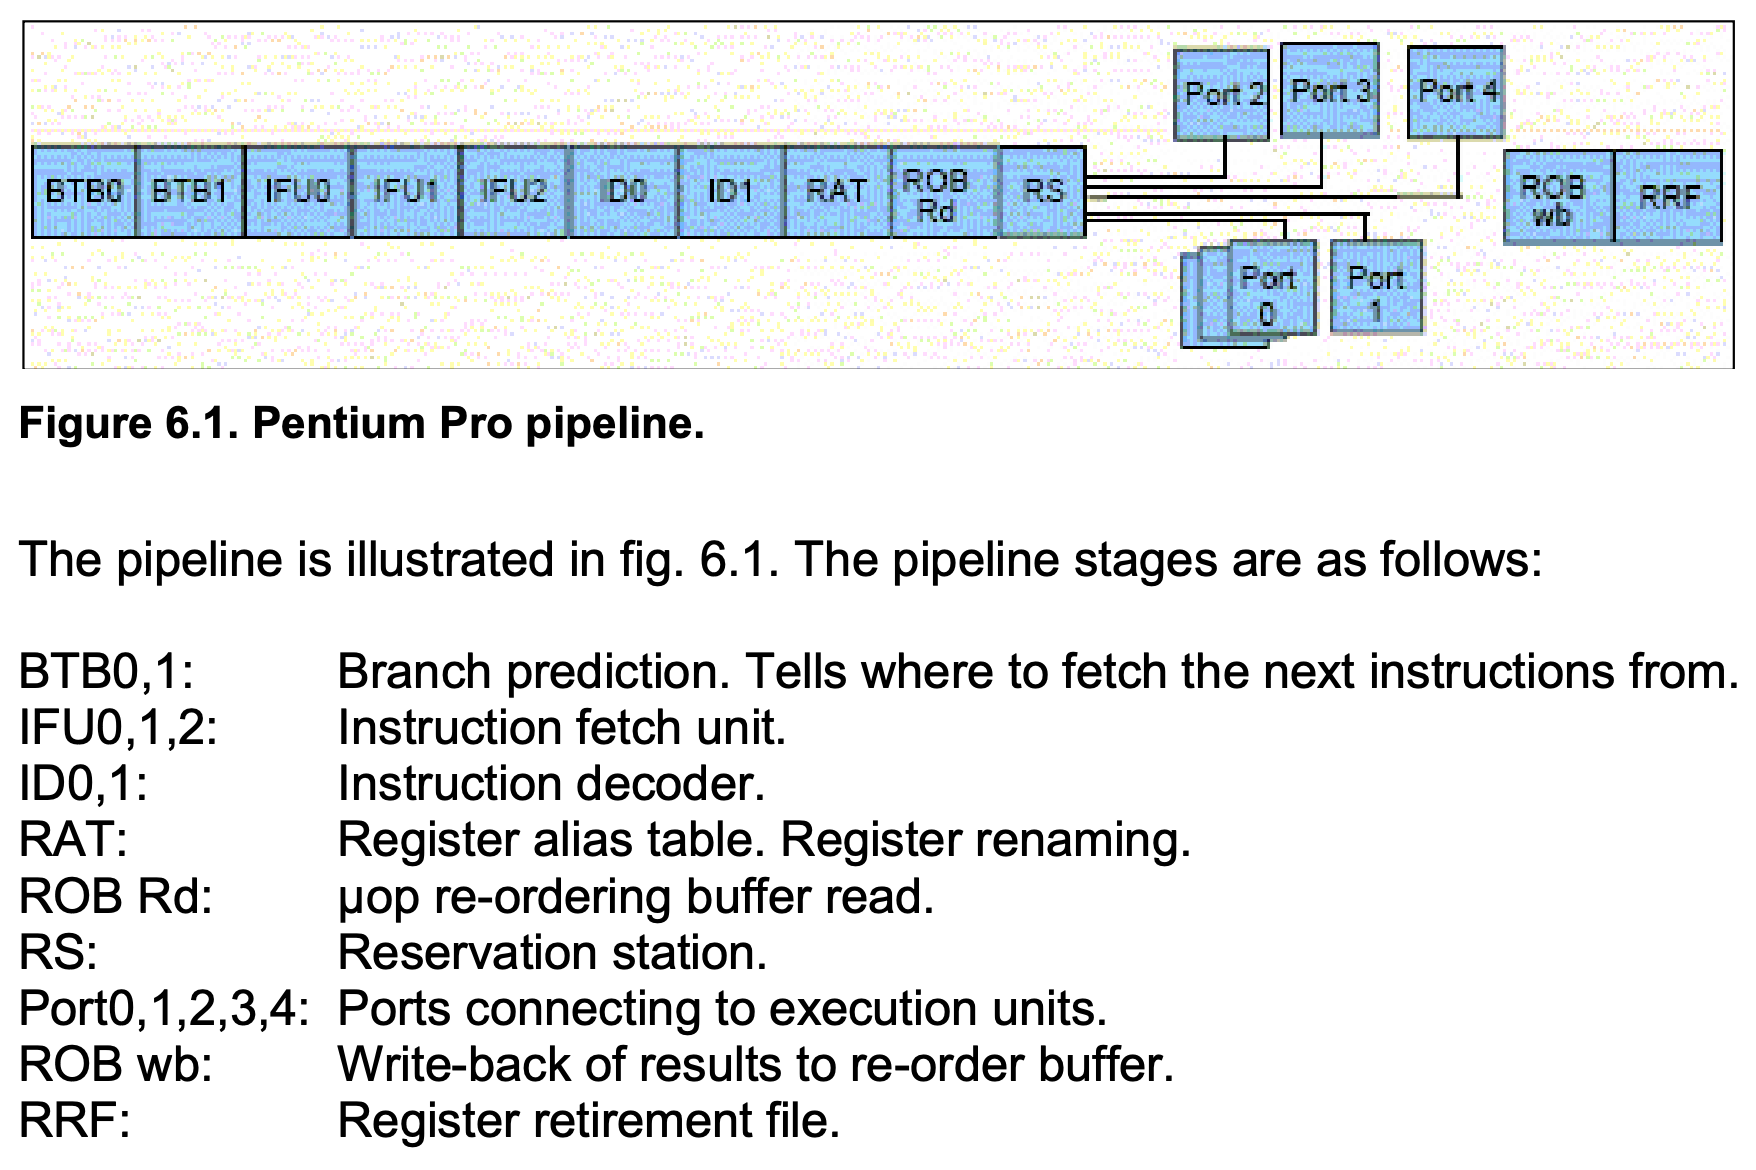 Port 2 Port 3 Port 4
BTB0 BTB1 IFU0 IFU1 IFU2 ID0 ID1 RAT ROB Rd RS ROB wb RRF
Port 0 Port 1
Figure 6.1. Pentium Pro pipeline.
The pipeline is illustrated in fig. 6.1. The pipeline stages are as follows:
BTB0,1: Branch prediction. Tells where to fetch the next instructions from.
IFU0,1,2: Instruction fetch unit.
ID0,1: Instruction decoder.
RAT: Register alias table. Register renaming.
ROB Rd: µop re-ordering buffer read.
RS: Reservation station.
Port0,1,2,3,4: Ports connecting to execution units.
ROB wb: Write-back of results to re-order buffer.
RRF: Register retirement file.